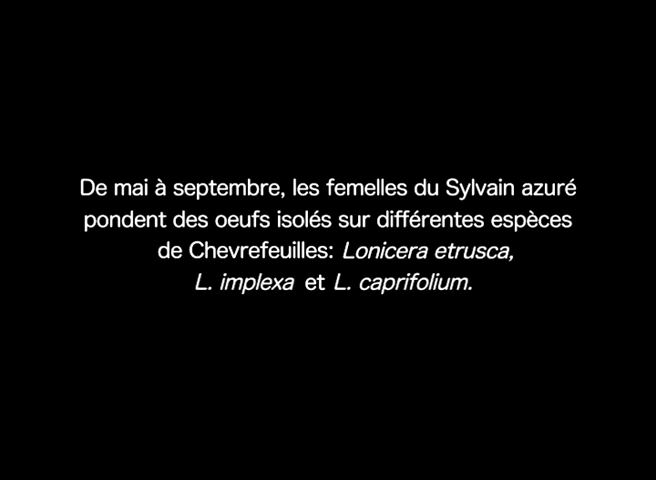 De mai à septembre, les femelles du Sylvain azuré
pondent des oeufs isolés sur différentes espèces
de Chevrefeuilles: Lonicera etrusca,
L. implexa et L. caprifolium.